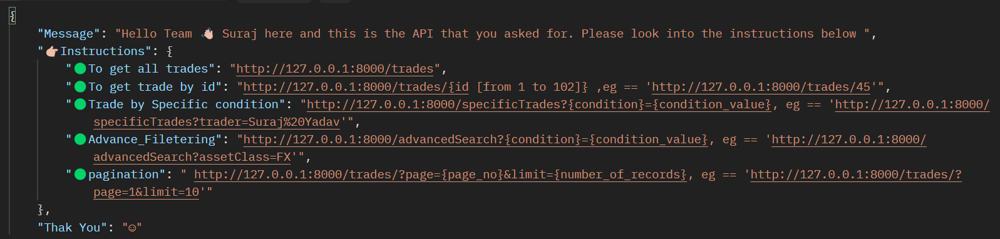 {
"Message": "Hello Team 👋🏻 Suraj here and this is the API that you asked for. Please look into the instructions below ",
"👉🏻Instructions": {
"🟢To get all trades": "http://127.0.0.1:8000/trades",
"🟢To get trade by id": "http://127.0.0.1:8000/trades/{id [from 1 to 102]} ,eg == 'http://127.0.0.1:8000/trades/45'",
"🟢Trade by Specific condition": "http://127.0.0.1:8000/specificTrades?{condition}={condition_value}, eg == 'http://127.0.0.1:8000/
specificTrades?trader=Suraj%20Yadav'",
"🟢Advance_Filetering": "http://127.0.0.1:8000/advancedSearch?{condition}={condition_value}, eg == 'http://127.0.0.1:8000/
advancedSearch?assetClass=FX'",
"🟢pagination": " http://127.0.0.1:8000/trades/?page={page_no}&limit={number_of_records}, eg == 'http://127.0.0.1:8000/trades/?
page=1&limit=10'"
},
"Thak You": "☺"